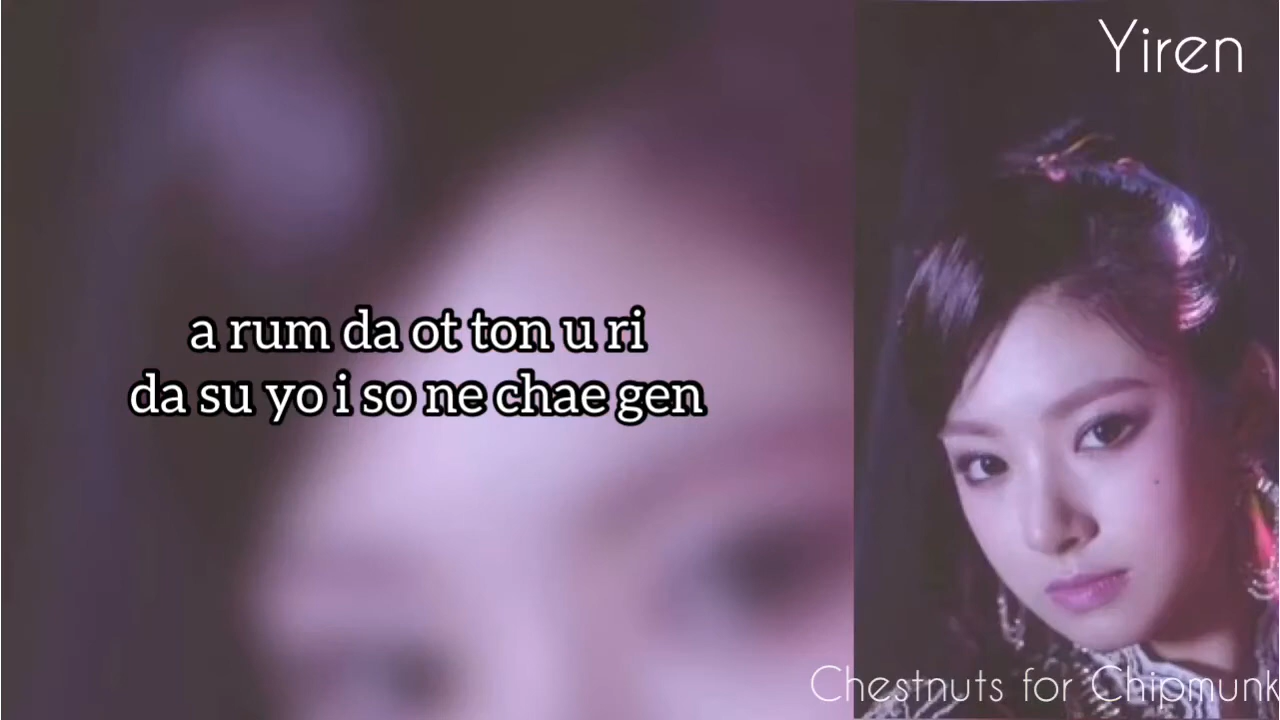 Yiren
a rum da ot ton u ri
da su yo i so ne chae gen
Chestnuts for Chipmunk